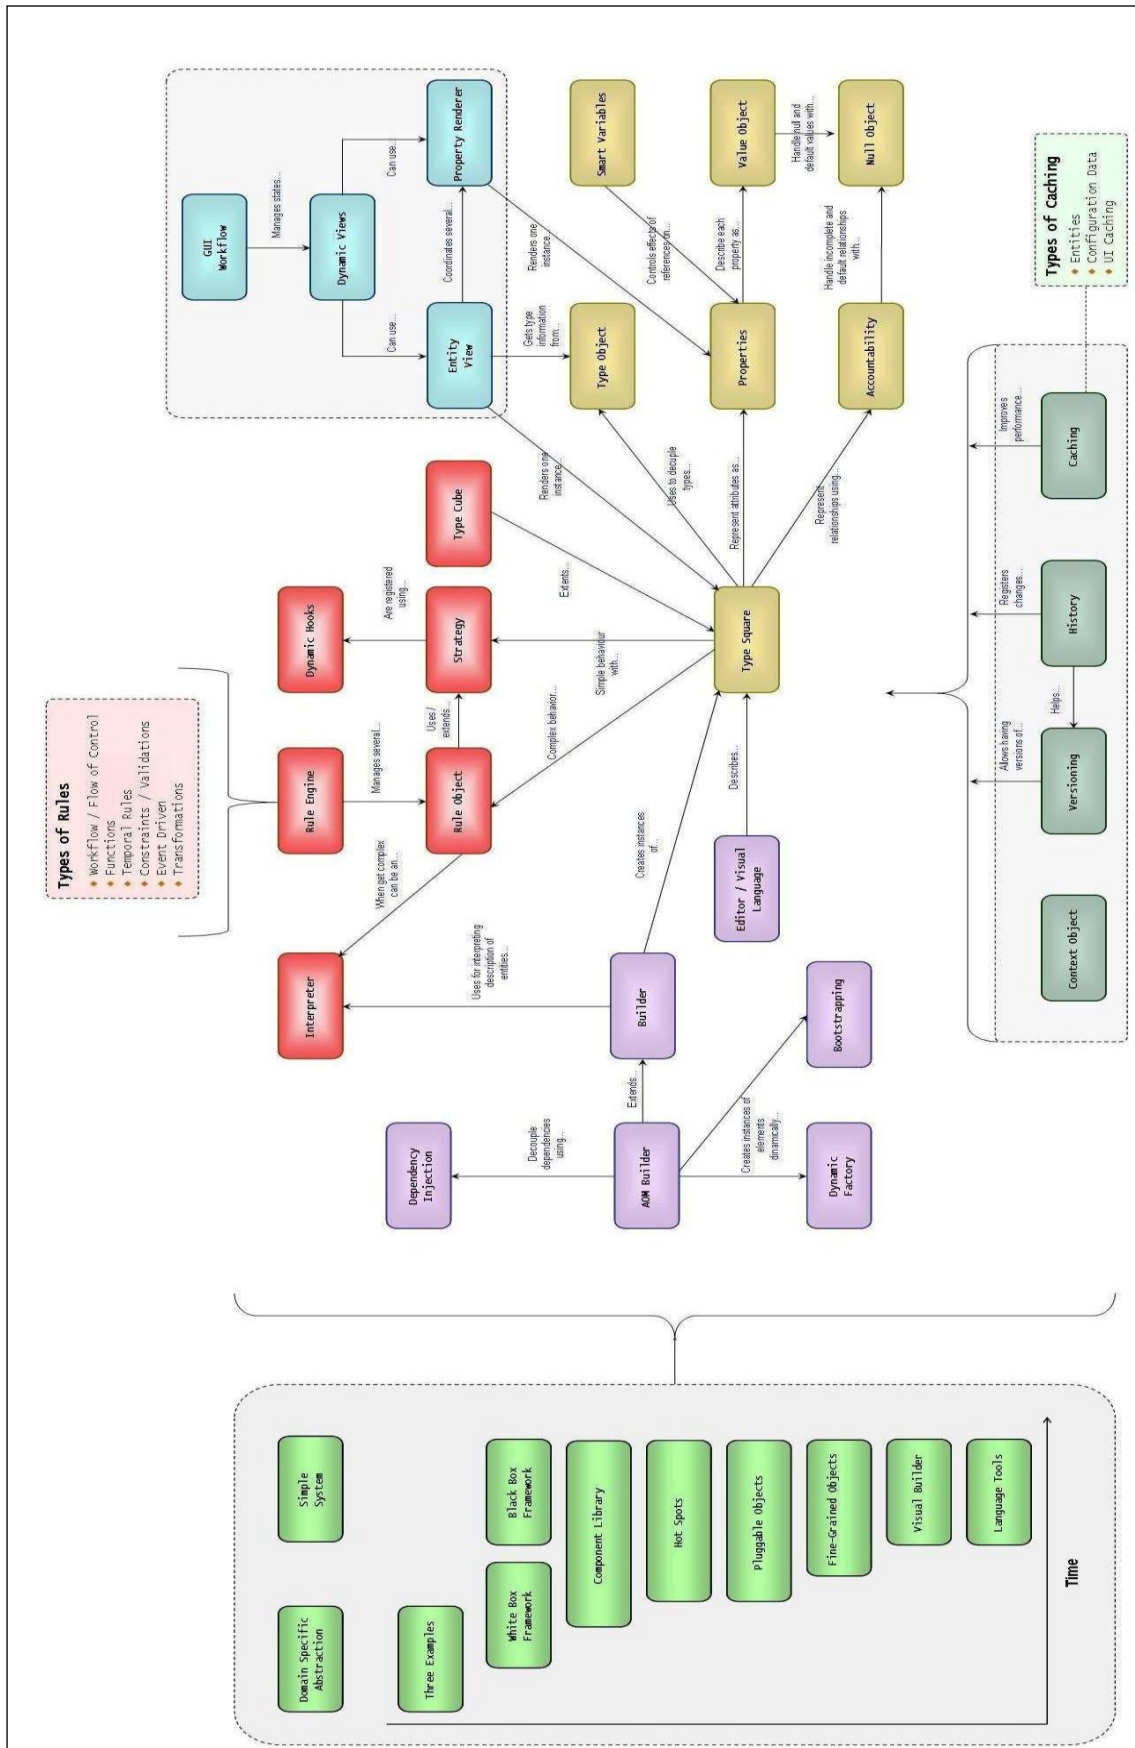 Domain Specific
Abstraction
Simple
System
Three Examples
White Box
Framework
Black Box
Framework
Component Library
Hot Spots
Pluggable Objects
Fine-Grained Objects
Visual Builder
Language Tools
Time
Dependency
Injection
Decouple
dependencies
using...
AOM Builder
Extends...
Builder
Creates instances of
elements
dinamically...
Dynamic
Factory
Bootstrapping
Uses for interpreting
description of
entities...
Creates instances
of...
Editor / Visual
Language
Describes...
Types of Rules
Workflow / Flow of Control
Functions
Temporal Rules
Constraints / Validations
Event Driven
Transformations
Interpreter
Rule Engine
Dynamic Hooks
When get complex
can be an...
Manages several...
Are registered
using...
Rule Object
Uses /
extends...
Strategy
Type Cube
Complex behavior...
Simple behaviour
with...
Extents...
Type Square
GUI
Workflow
Manages states...
Dynamic Views
Can use...
Can use...
Entity
View
Coordinates several...
Property Renderer
Renders one
instance...
Gets type
information
from...
Renders one
instance...
Uses to decuple
types...
Type Object
Smart Variables
Controls effects of
references on...
Represent attributes as...
Properties
Describe each
property as...
Value Object
Represent
relationships using...
Handle null and
default values with...
Accountability
Handle incomplete and
default relationships
with...
Null Object
Allows having
versions of...
Registers
changes...
Improves
performance...
Context Object
Versioning
Helps...
History
Caching
Types of Caching
Entities
Configuration Data
UI Caching